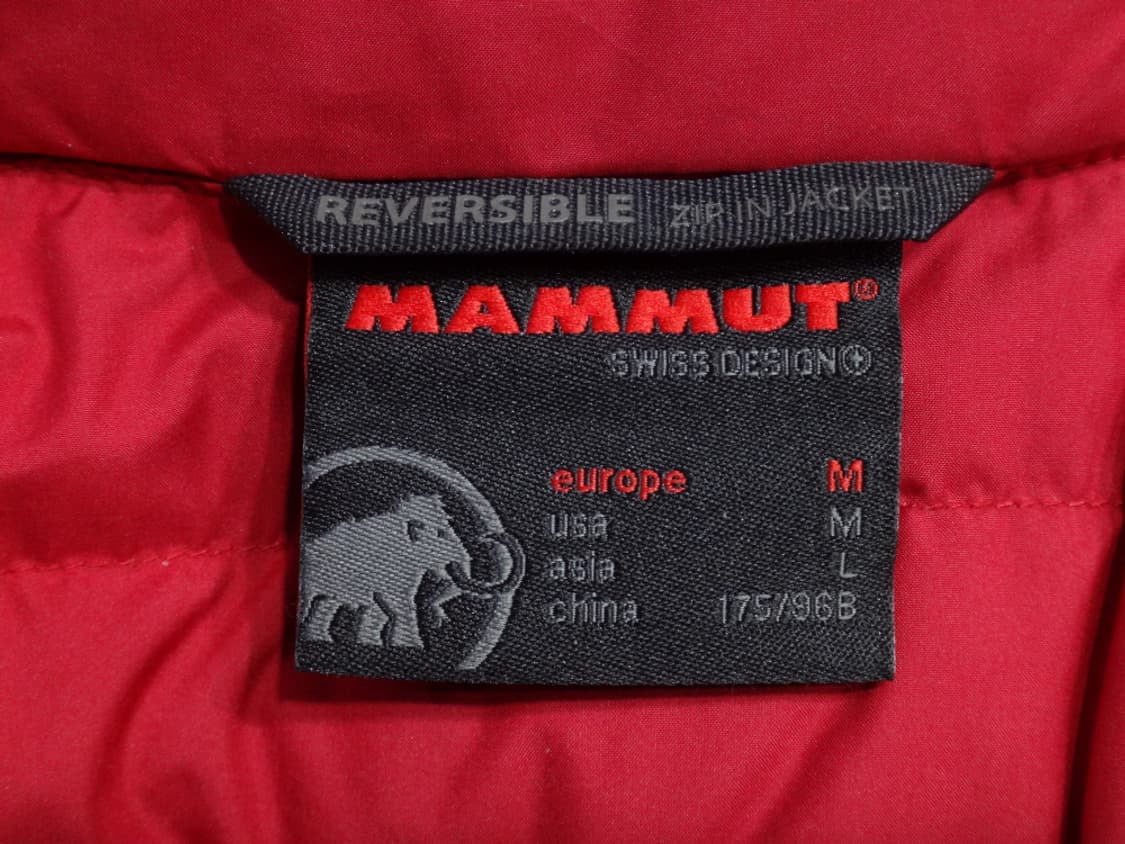 REVERSIBLE ZIP IN JACKET
MAMMUT®
SWISS DESIGN
europe M
usa M
asia L
china 175/96B